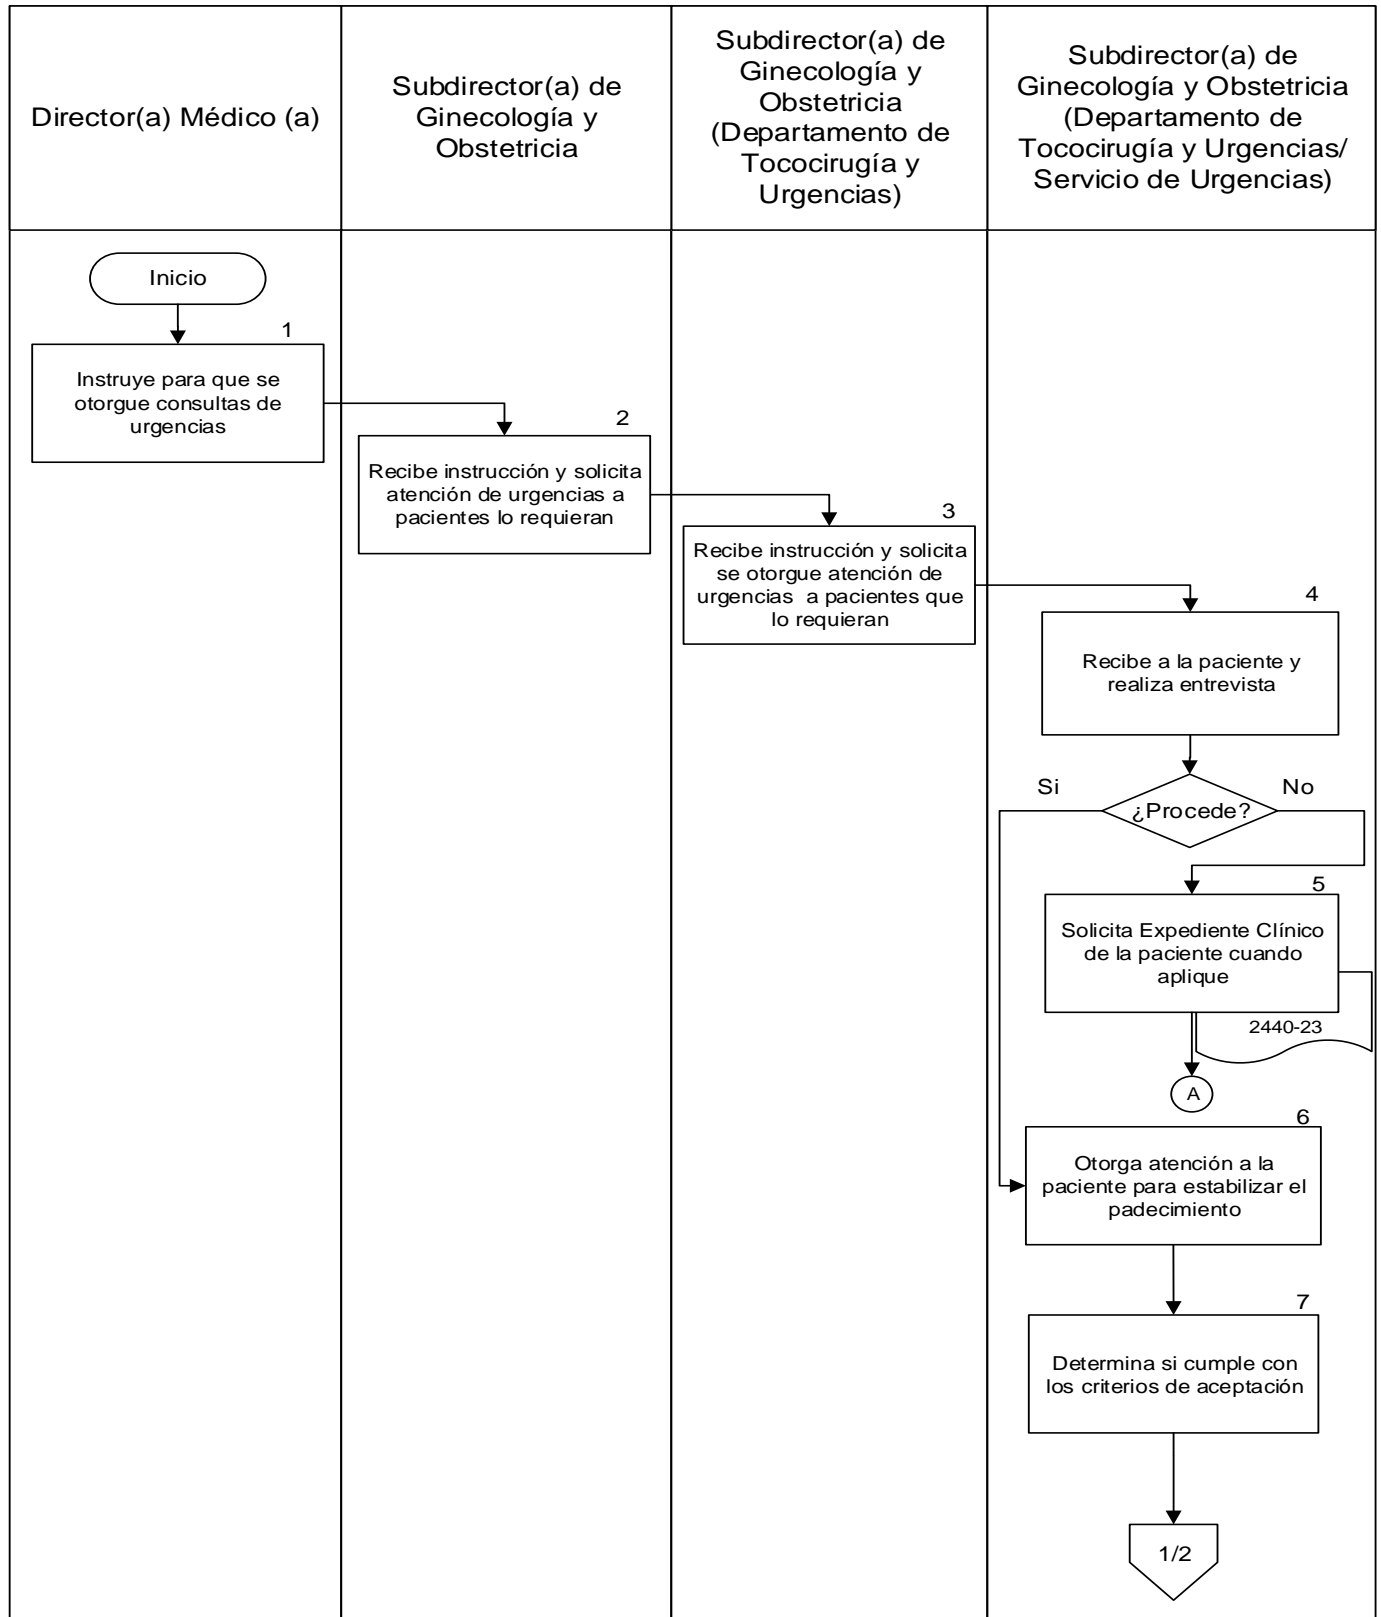 Director(a) Médico (a)
Subdirector(a) de
Ginecología y
Obstetricia
Subdirector(a) de
Ginecología y
Obstetricia
(Departamento de
Tococirugía y
Urgencias)
Subdirector(a) de
Ginecología y Obstetricia
(Departamento de
Tococirugía y Urgencias/
Servicio de Urgencias)
Inicio
1
Instruye para que se
otorgue consultas de
urgencias
2
Recibe instrucción y solicita
atención de urgencias a
pacientes lo requieran
3
Recibe instrucción y solicita
se otorgue atención de
urgencias a pacientes que
lo requieran
4
Recibe a la paciente y
realiza entrevista
Si
¿Procede?
No
5
Solicita Expediente Clínico
de la paciente cuando
aplique
2440-23
A
6
Otorga atención a la
paciente para estabilizar el
padecimiento
7
Determina si cumple con
los criterios de aceptación
1/2